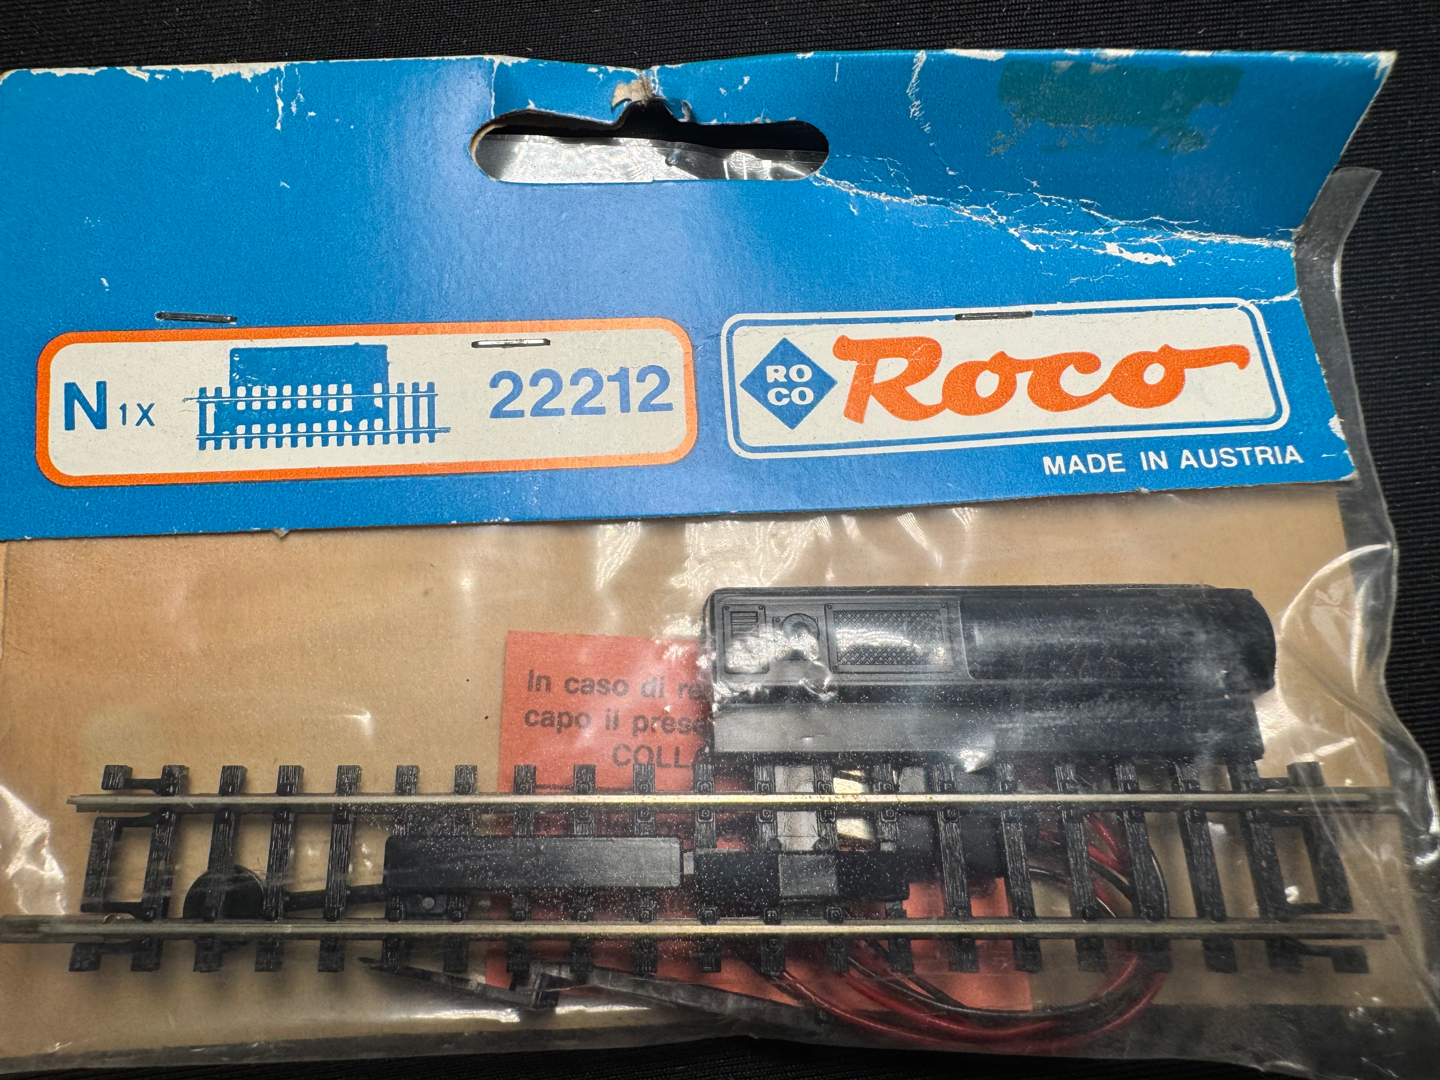 N 1X 22212
RO
CO
Roco
MADE IN AUSTRIA
In caso di
capo il